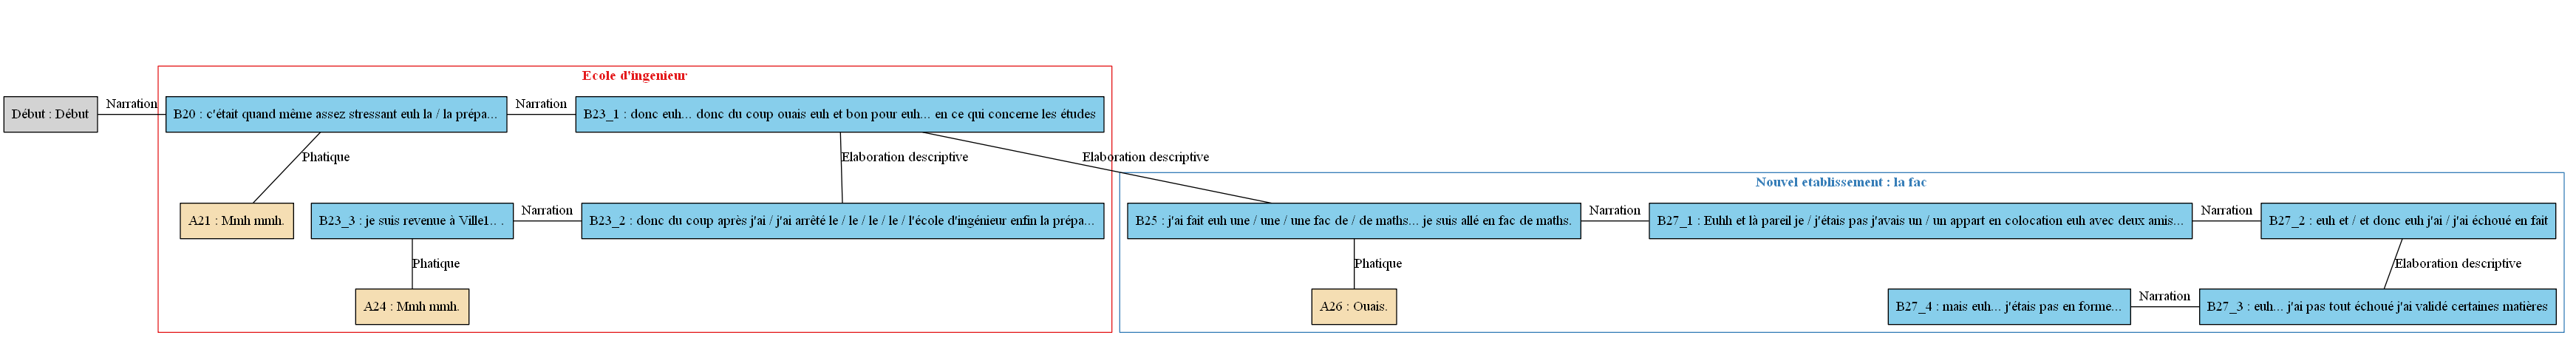 Ecole d'ingenieur
Début : Début
Narration
B20 : c'était quand même assez stressant euh la / la prépa...
Narration
B23_1 : donc euh... donc du coup ouais euh et bon pour euh... en ce qui concerne les études
Phatique
Elaboration descriptive
Elaboration descriptive
Nouvel etablissement : la fac
A21 : Mmh mmh.
B23_3 : je suis revenue à Ville1... .
Narration
B23_2 : donc du coup après j'ai / j'ai arrêté le / le / le / le / l'école d'ingénieur enfin la prépa...
B25 : j'ai fait euh une / une / une fac de / de maths... je suis allé en fac de maths.
Narration
B27_1 : Euhh et là pareil je / j'étais pas j'avais un / un appart en colocation euh avec deux amis...
Narration
B27_2 : euh et / et donc euh j'ai / j'ai échoué en fait
Phatique
Phatique
Elaboration descriptive
A24 : Mmh mmh.
A26 : Ouais.
B27_4 : mais euh... j'étais pas en forme...
Narration
B27_3 : euh... j'ai pas tout échoué j'ai validé certaines matières